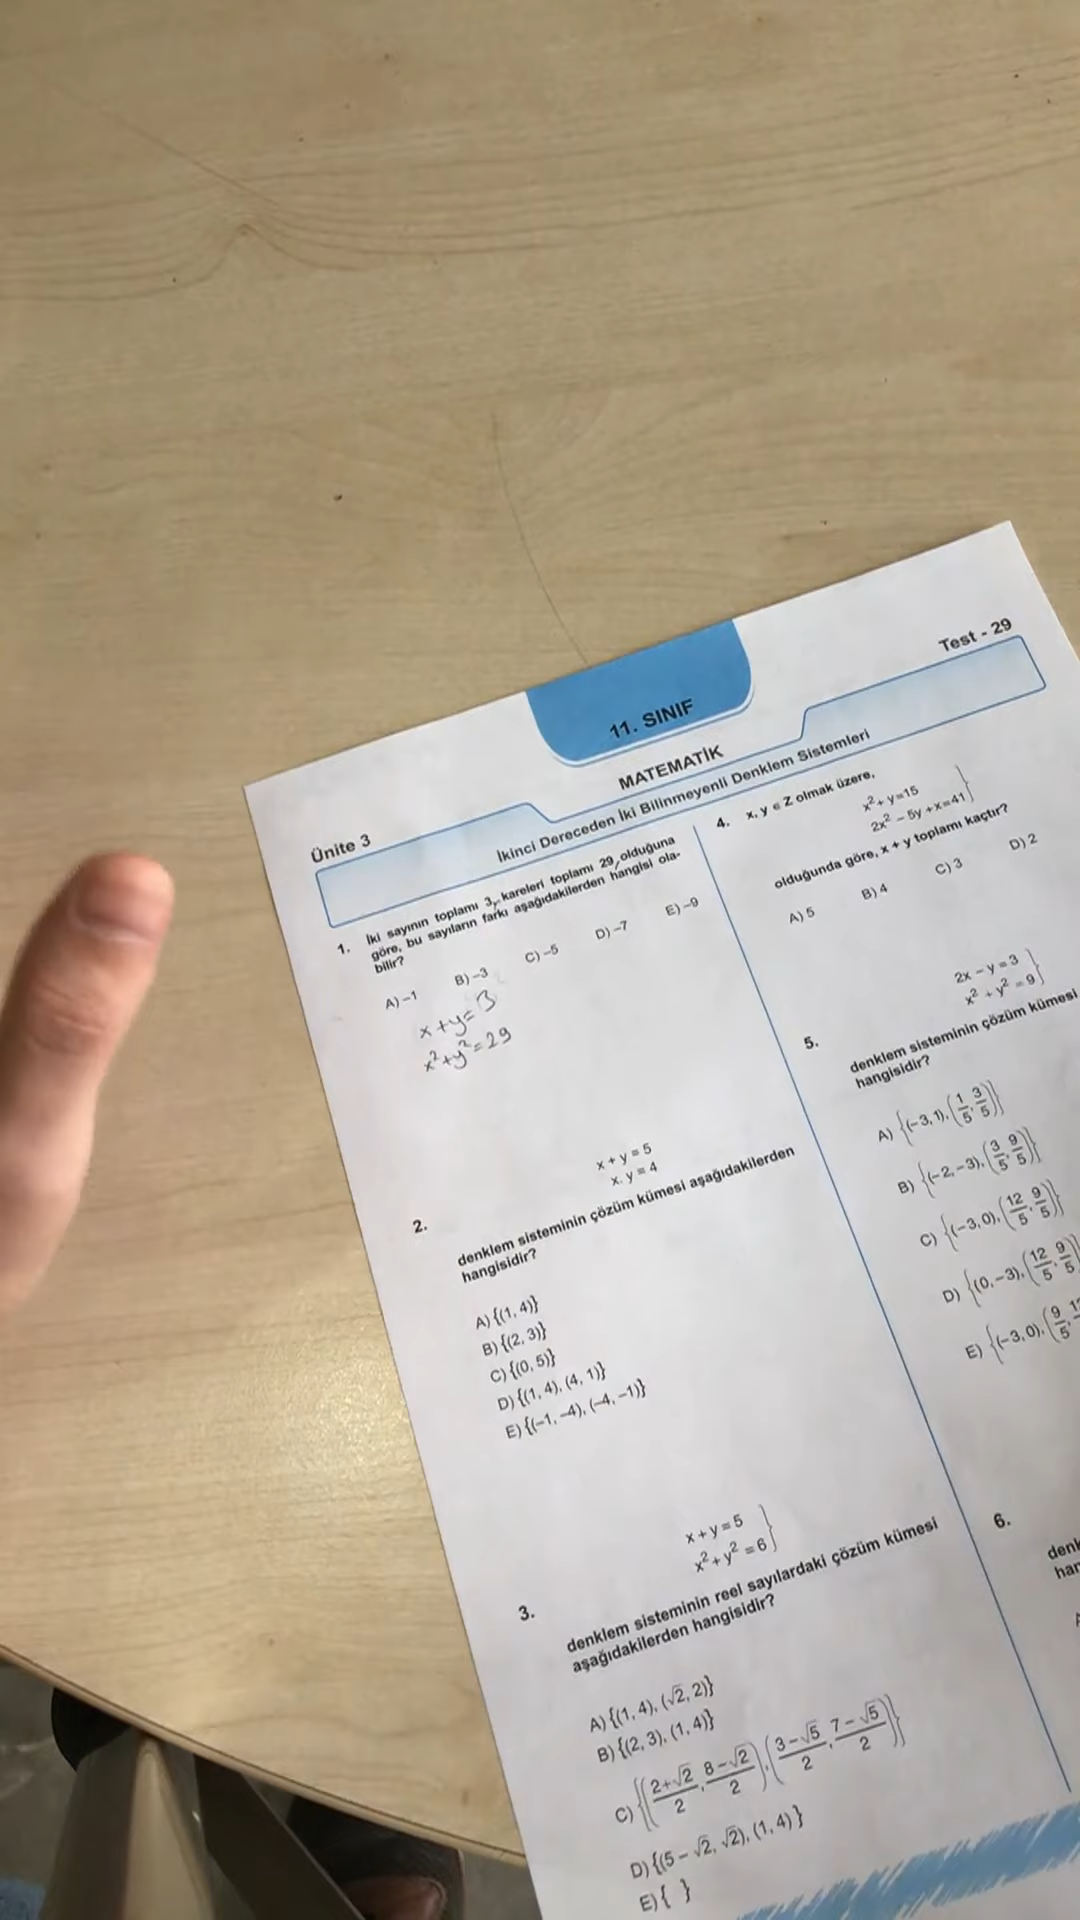 11. SINIF
Test - 29
MATEMATİK
Ünite 3
İkinci Dereceden İki Bilinmeyenli Denklem Sistemleri
1. İki sayının toplamı 3, kareleri toplamı 29 olduğuna
göre, bu sayıların farkı aşağıdakilerden hangisi ola-
bilir?
A) –1 B) –3 C) –5 D) –7 E) –9
x+y=3
x²+y²=29
2. x + y = 5
x. y = 4
denklem sisteminin çözüm kümesi aşağıdakilerden
hangisidir?
A) {(1, 4)}
B) {(2, 3)}
C) {(0, 5)}
D) {(1, 4), (4, 1)}
E) {(–1, –4), (–4, –1)}
3. x + y = 5
x² + y² = 6 }
denklem sisteminin reel sayılardaki çözüm kümesi
aşağıdakilerden hangisidir?
A) {(1, 4), (√2, 2)}
B) {(2, 3), (1, 4)}
C) {((2+√2)/2, (8–√2)/2), ((3–√5)/2, (7–√5)/2)}
D) {(5 – √2, √2), (1, 4) }
E) { }
4. x, y ∈ Z olmak üzere,
x² + y=15
2x² – 5y +x=41 }
olduğunda göre, x + y toplamı kaçtır?
A) 5 B) 4 C) 3 D) 2
5. 2x – y = 3
x² + y² = 9 }
denklem sisteminin çözüm kümesi
hangisidir?
A) {(–3, 1), (1/5, 3/5)}
B) {(–2, –3), (3/5, 9/5)}
C) {(–3, 0), (12/5, 9/5)}
D) {(0, –3), (12/5, 9/5)
E) {(–3, 0), (9/5,
6.